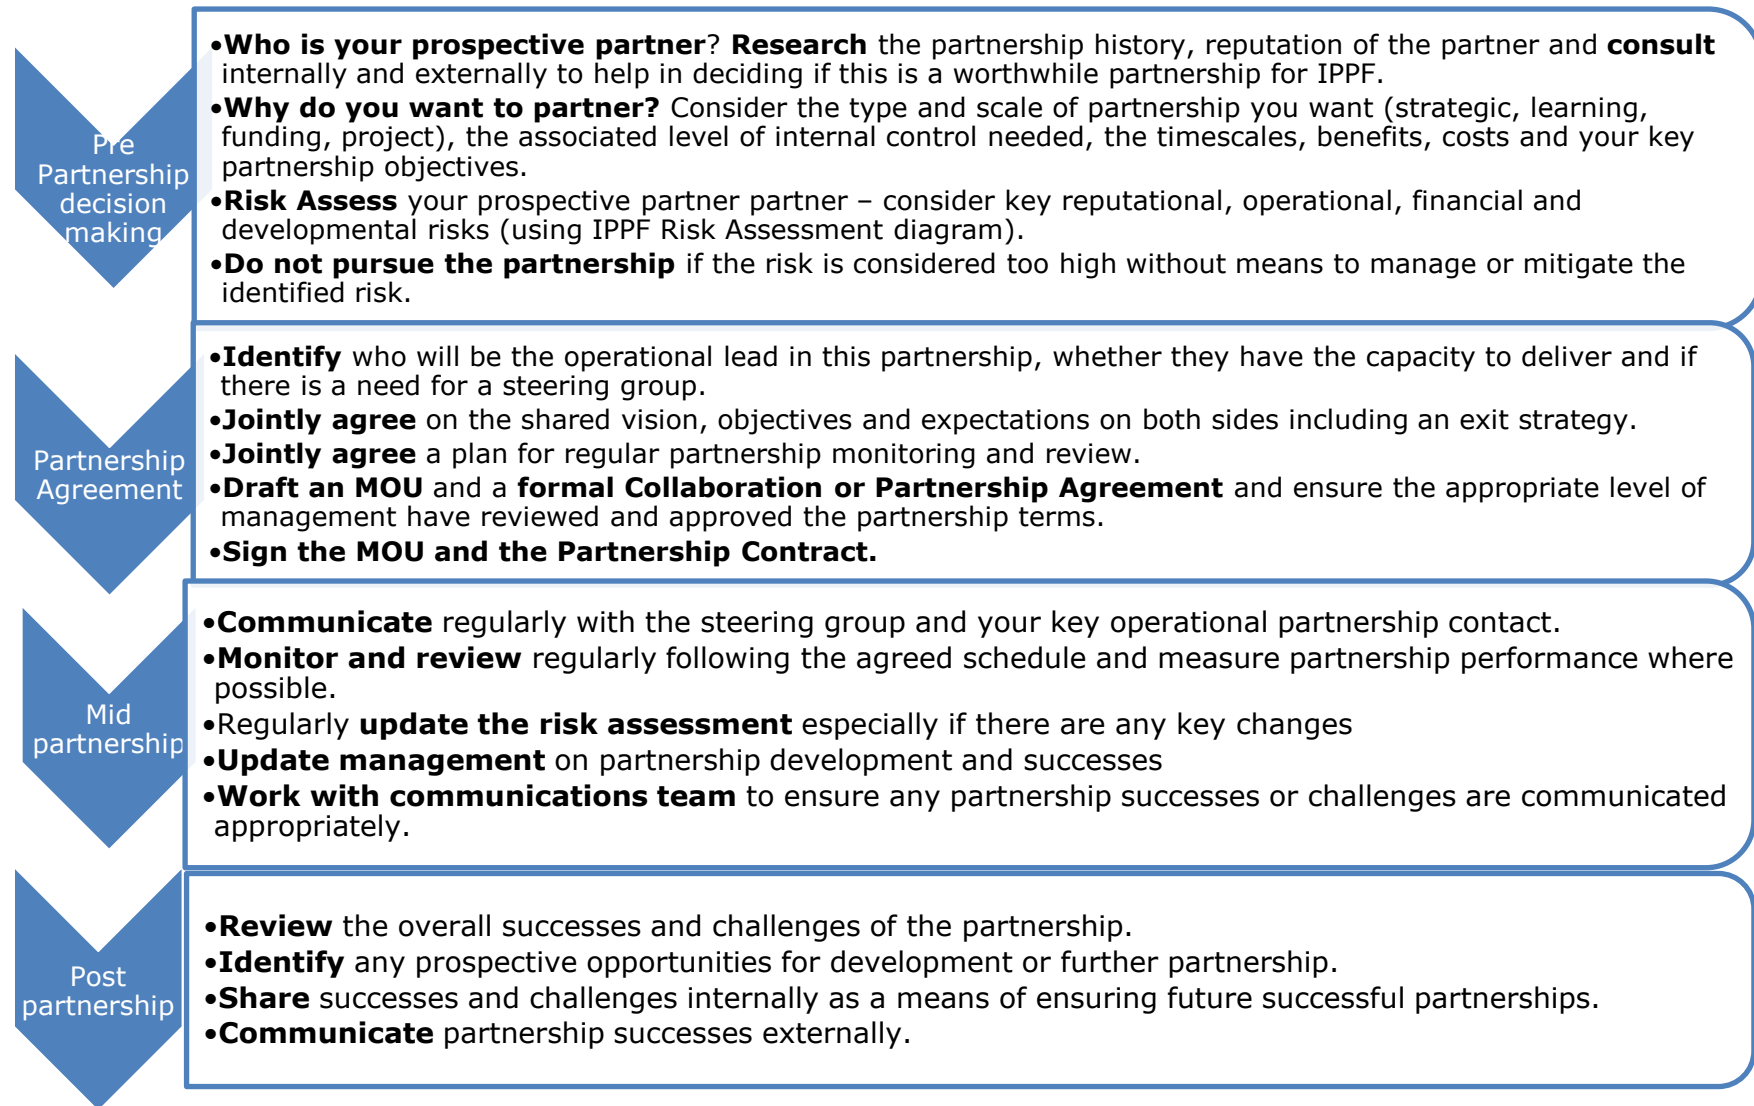 Pre
Partnership
decision
making
•Who is your prospective partner? Research the partnership history, reputation of the partner and consult
internally and externally to help in deciding if this is a worthwhile partnership for IPPF.
•Why do you want to partner? Consider the type and scale of partnership you want (strategic, learning,
funding, project), the associated level of internal control needed, the timescales, benefits, costs and your key
partnership objectives.
•Risk Assess your prospective partner partner – consider key reputational, operational, financial and
developmental risks (using IPPF Risk Assessment diagram).
•Do not pursue the partnership if the risk is considered too high without means to manage or mitigate the
identified risk.
Partnership
Agreement
•Identify who will be the operational lead in this partnership, whether they have the capacity to deliver and if
there is a need for a steering group.
•Jointly agree on the shared vision, objectives and expectations on both sides including an exit strategy.
•Jointly agree a plan for regular partnership monitoring and review.
•Draft an MOU and a formal Collaboration or Partnership Agreement and ensure the appropriate level of
management have reviewed and approved the partnership terms.
•Sign the MOU and the Partnership Contract.
Mid
partnership
•Communicate regularly with the steering group and your key operational partnership contact.
•Monitor and review regularly following the agreed schedule and measure partnership performance where
possible.
•Regularly update the risk assessment especially if there are any key changes
•Update management on partnership development and successes
•Work with communications team to ensure any partnership successes or challenges are communicated
appropriately.
Post
partnership
•Review the overall successes and challenges of the partnership.
•Identify any prospective opportunities for development or further partnership.
•Share successes and challenges internally as a means of ensuring future successful partnerships.
•Communicate partnership successes externally.